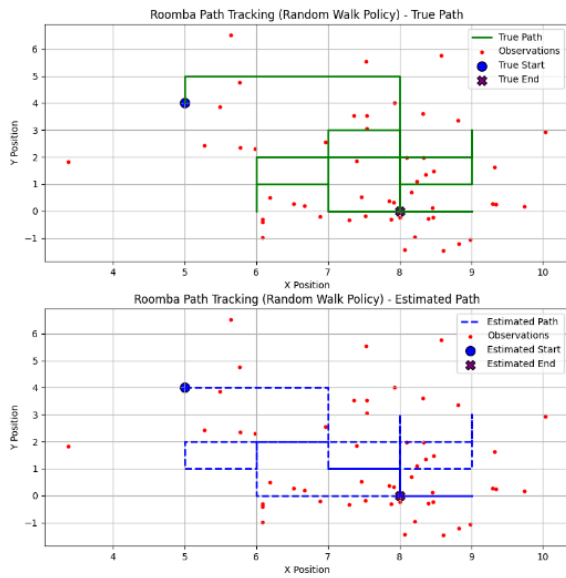 Roomba Path Tracking (Random Walk Policy) - True Path
True Path
Observations
True Start
True End
Y Position
6
5
4
3
2
1
0
−1
4
5
6
7
8
9
10
X Position
Roomba Path Tracking (Random Walk Policy) - Estimated Path
Estimated Path
Observations
Estimated Start
Estimated End
Y Position
6
5
4
3
2
1
0
−1
4
5
6
7
8
9
10
X Position